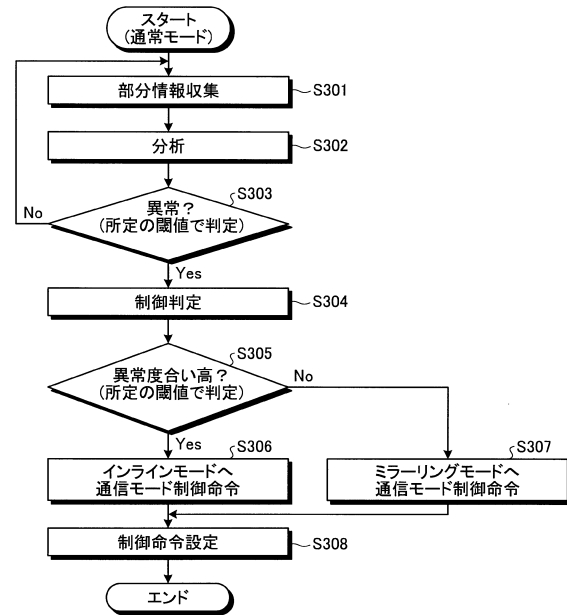 スタート
(通常モード)
部分情報収集
S301
分析
S302
S303
異常?
(所定の閾値で判定)
No
Yes
制御判定
S304
S305
異常度合い高?
(所定の閾値で判定)
No
Yes
S306
インラインモードへ
通信モード制御命令
S307
ミラーリングモードへ
通信モード制御命令
制御命令設定
S308
エンド